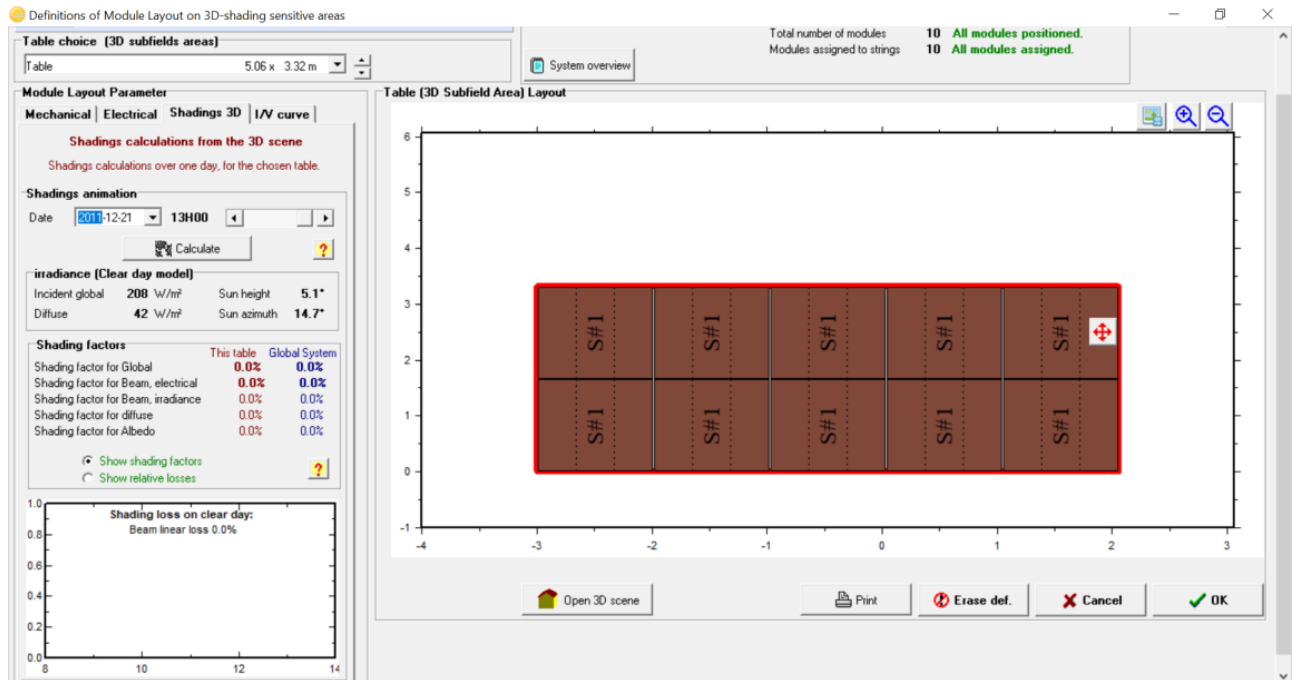 Definitions of Module Layout on 3D-shading sensitive areas
Table choice (3D subfields areas)
Table 5.06 x 3.32 m
Total number of modules 10 All modules positioned.
Modules assigned to strings 10 All modules assigned.
System overview
Module Layout Parameter
Mechanical Electrical Shadings 3D I/V curve
Shadings calculations from the 3D scene
Shadings calculations over one day, for the chosen table.
Shadings animation
Date 2011-12-21 13H00
Calculate
?
irradiance (Clear day model)
Incident global 208 W/m² Sun height 5.1°
Diffuse 42 W/m² Sun azimuth 14.7°
Shading factors
This table Global System
Shading factor for Global 0.0% 0.0%
Shading factor for Beam, electrical 0.0% 0.0%
Shading factor for Beam, irradiance 0.0% 0.0%
Shading factor for diffuse 0.0% 0.0%
Shading factor for Albedo 0.0% 0.0%
Show shading factors
Show relative losses
?
Shading loss on clear day:
Beam linear loss 0.0%
1.0
0.8
0.6
0.4
0.2
0.0
8 10 12 14
Table (3D Subfield Area) Layout
6
5
4
3
2
1
0
-1
-4 -3 -2 -1 0 1 2 3
S#1 S#1 S#1 S#1 S#1
S#1 S#1 S#1 S#1 S#1
Open 3D scene Print Erase def. Cancel OK